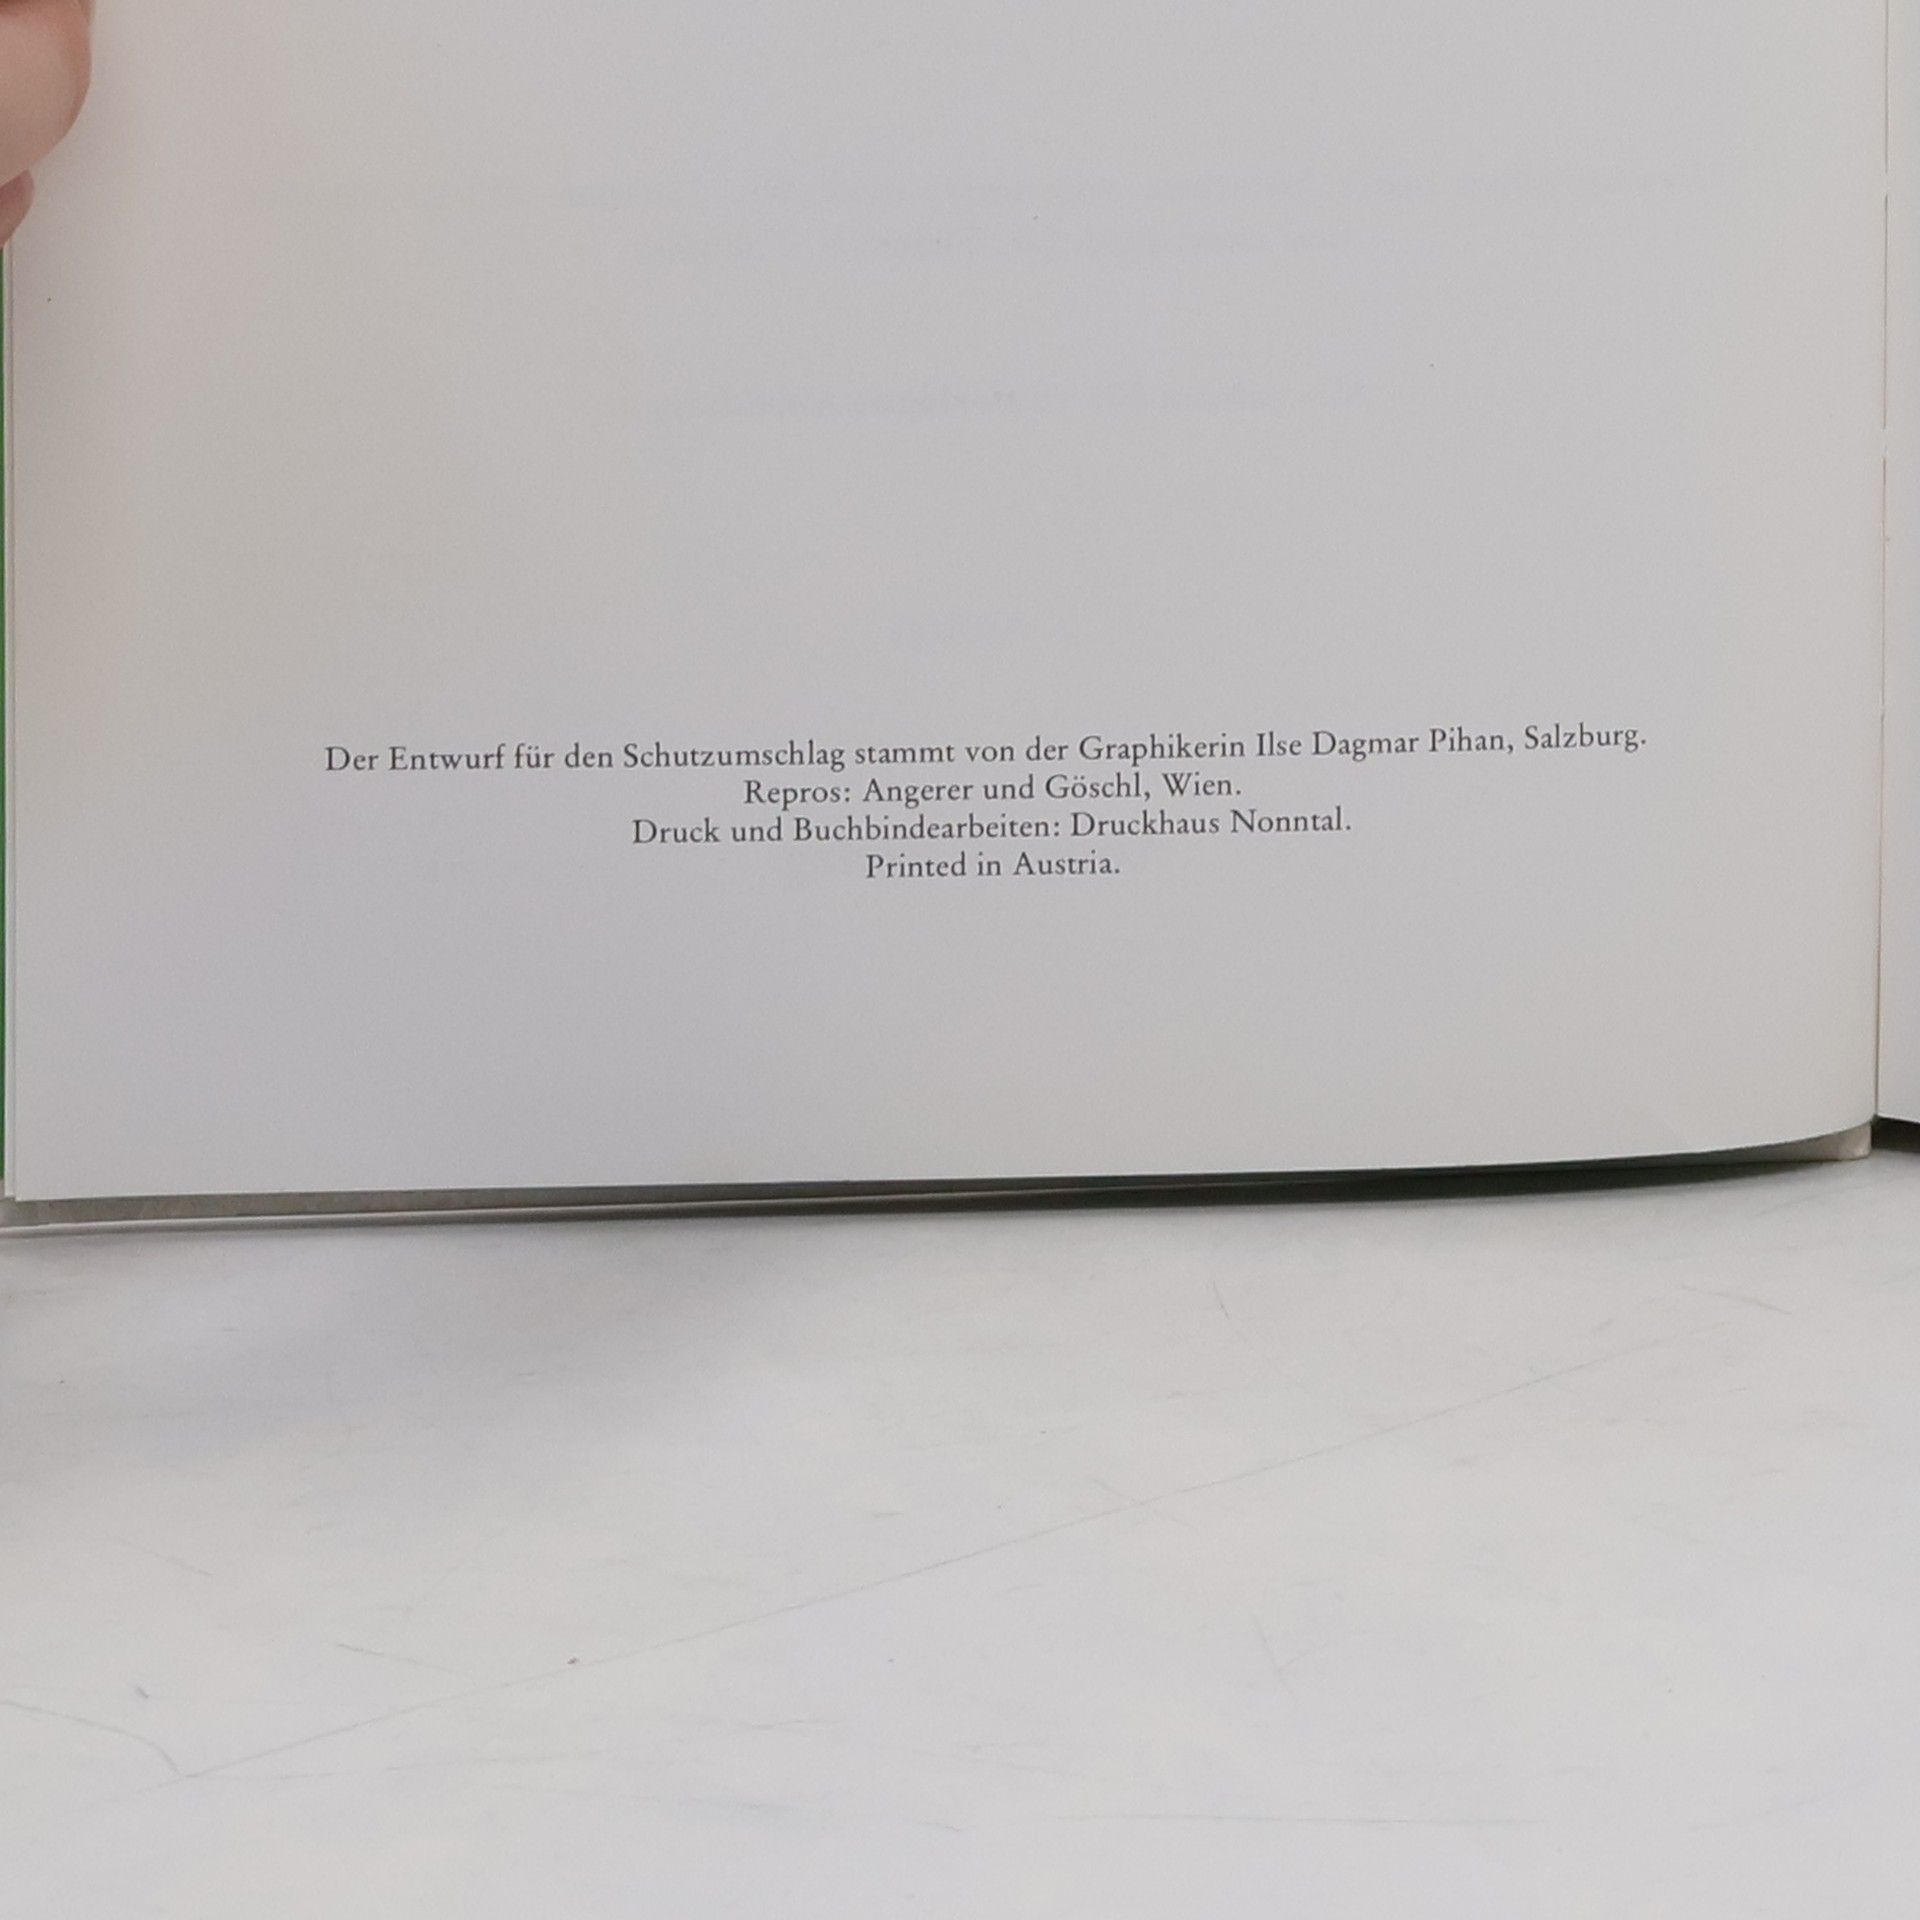 Der Entwurf für den Schutzumschlag stammt von der Graphikerin Ilse Dagmar Pihan, Salzburg.
Repros: Angerer und Göschl, Wien.
Druck und Buchbindearbeiten: Druckhaus Nonntal.
Printed in Austria.